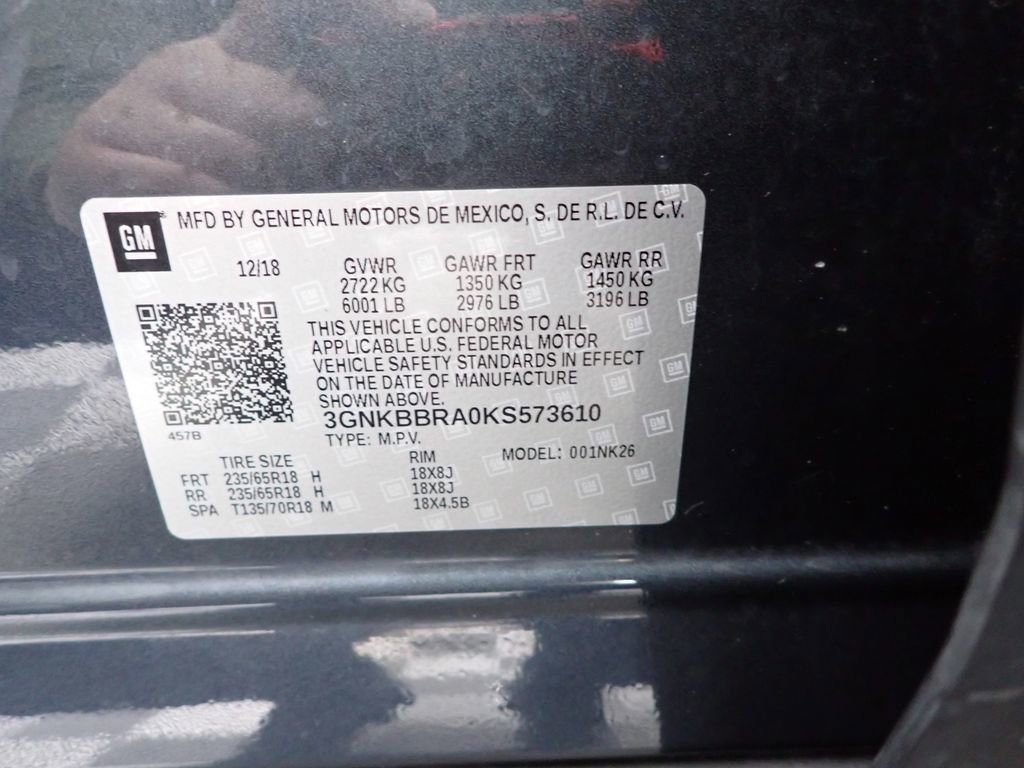 GM
MFD BY GENERAL MOTORS DE MEXICO, S. DE R.L. DE C.V.
12/18 GVWR GAWR FRT GAWR RR
2722 KG 1350 KG 1450 KG
6001 LB 2976 LB 3196 LB
THIS VEHICLE CONFORMS TO ALL
APPLICABLE U.S. FEDERAL MOTOR
VEHICLE SAFETY STANDARDS IN EFFECT
ON THE DATE OF MANUFACTURE
SHOWN ABOVE.
3GNKBBRA0KS573610
457B
TYPE: M.P.V.
TIRE SIZE RIM MODEL: 001NK26
FRT 235/65R18 H 18X8J
RR 235/65R18 H 18X8J
SPA T135/70R18 M 18X4.5B